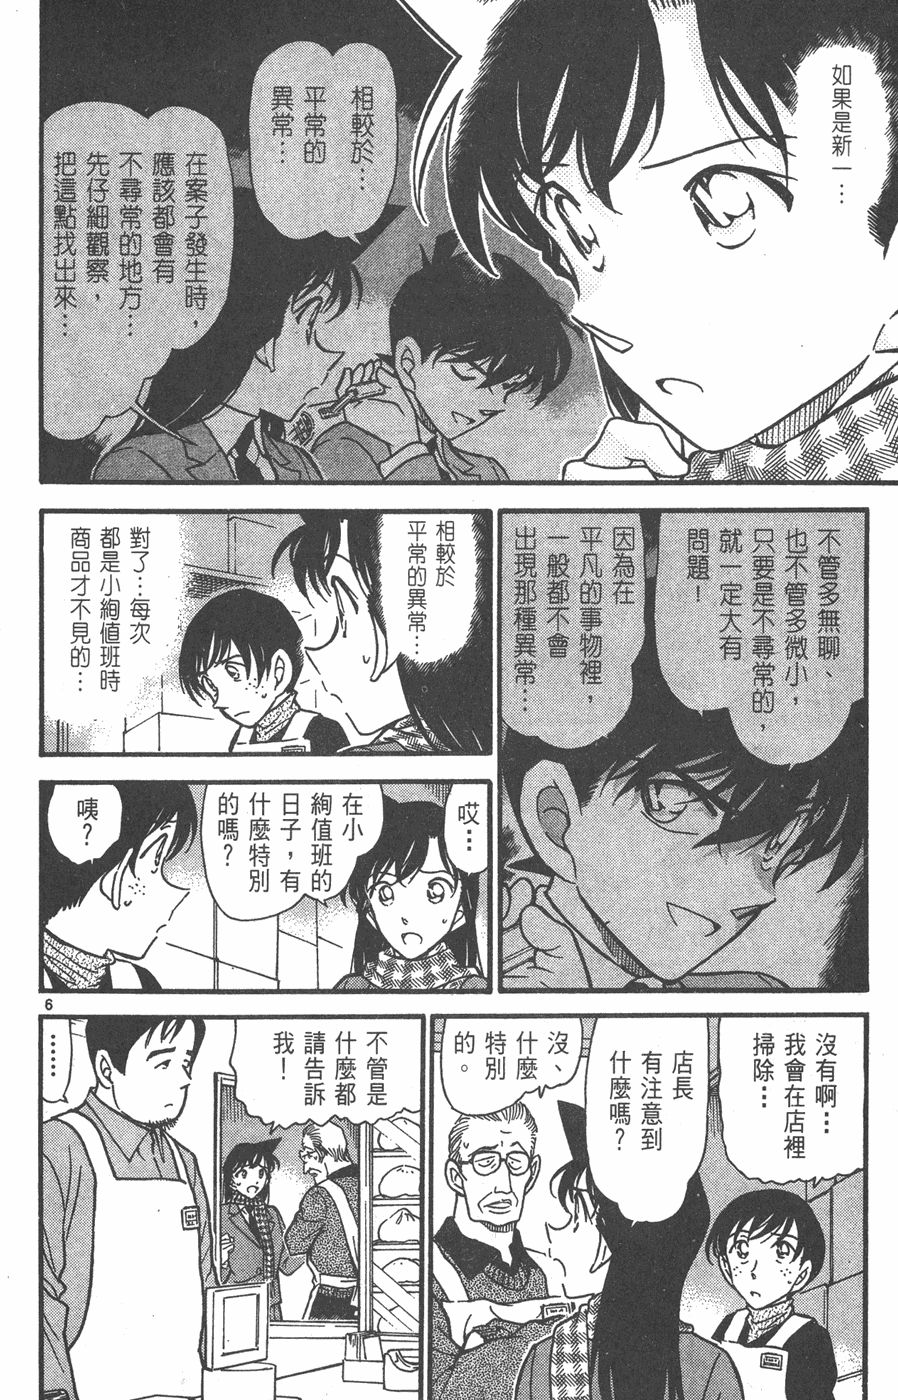 如果是新一…
相較於…
平常的
異常…
在案子發生時，
應該都會有
不尋常的地方…
先仔細觀察，
把這點找出來…
不管多無聊、
也不管多微小，
只要是不尋常的，
就一定大有
問題！
因為在
平凡的事物裡，
一般都不會
出現那種異常…
相較於
平常的異常…
對了…每次
都是小絢值班時
商品才不見的…
哎…
在小
絢值班的
日子，有
什麼特別
的嗎？
咦？
6
沒有啊…
我會在店裡
掃除…
店長
有注意到
什麼嗎？
沒、
什麼
特別
的。
不管是
什麼都
請告訴
我！
……